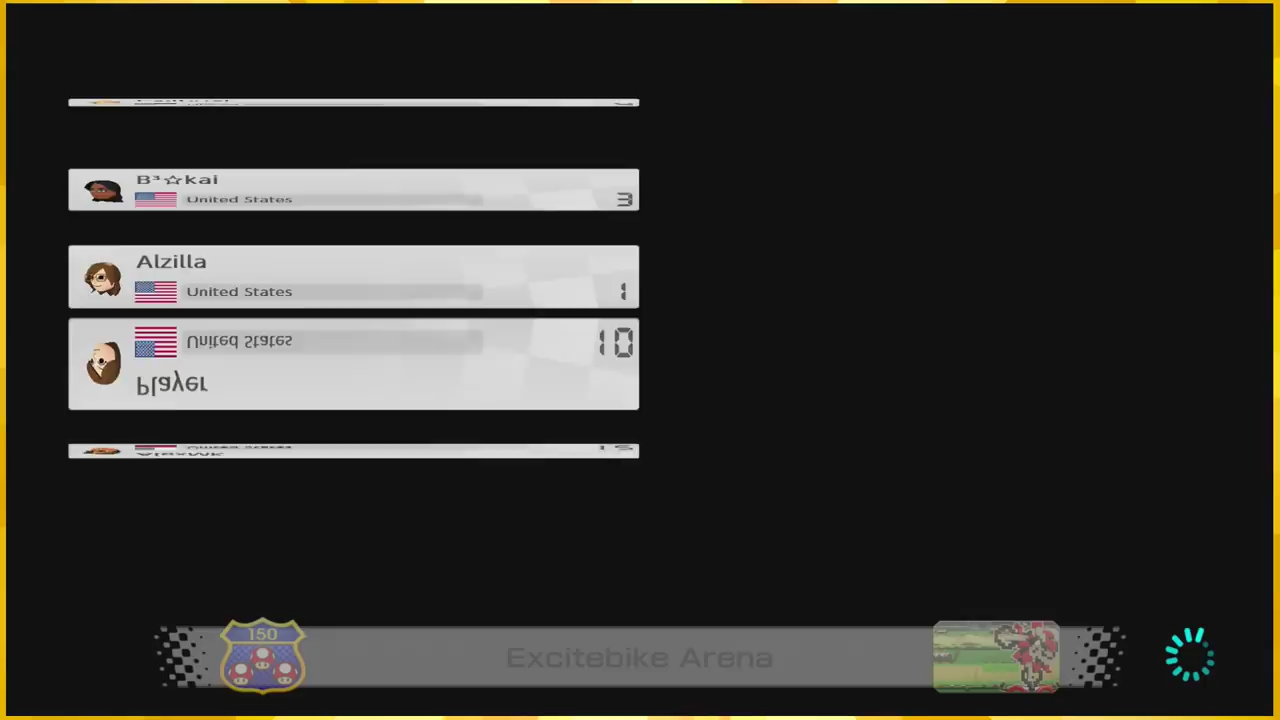 B³☆kai
United States
3
Alzilla
United States
1
United States
10
Player
150
Excitebike Arena